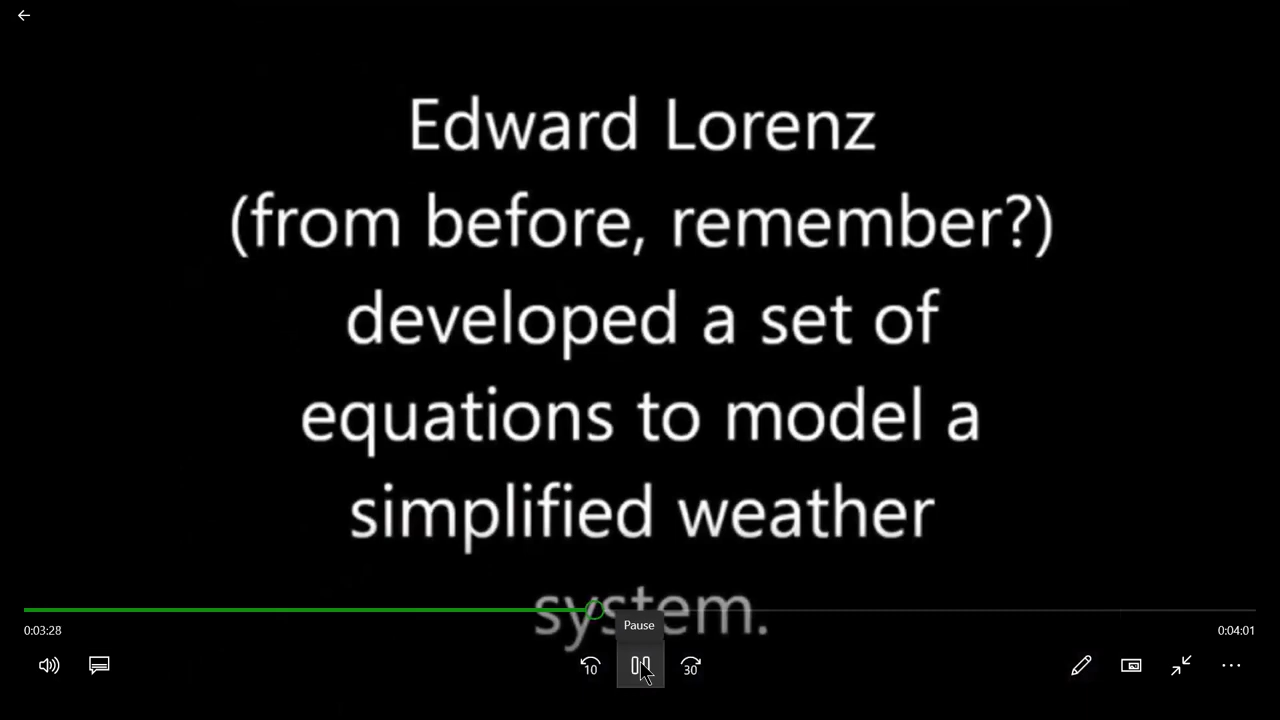 Edward Lorenz
(from before, remember?)
developed a set of
equations to model a
simplified weather
system.
Pause
0:03:28
0:04:01
10
30